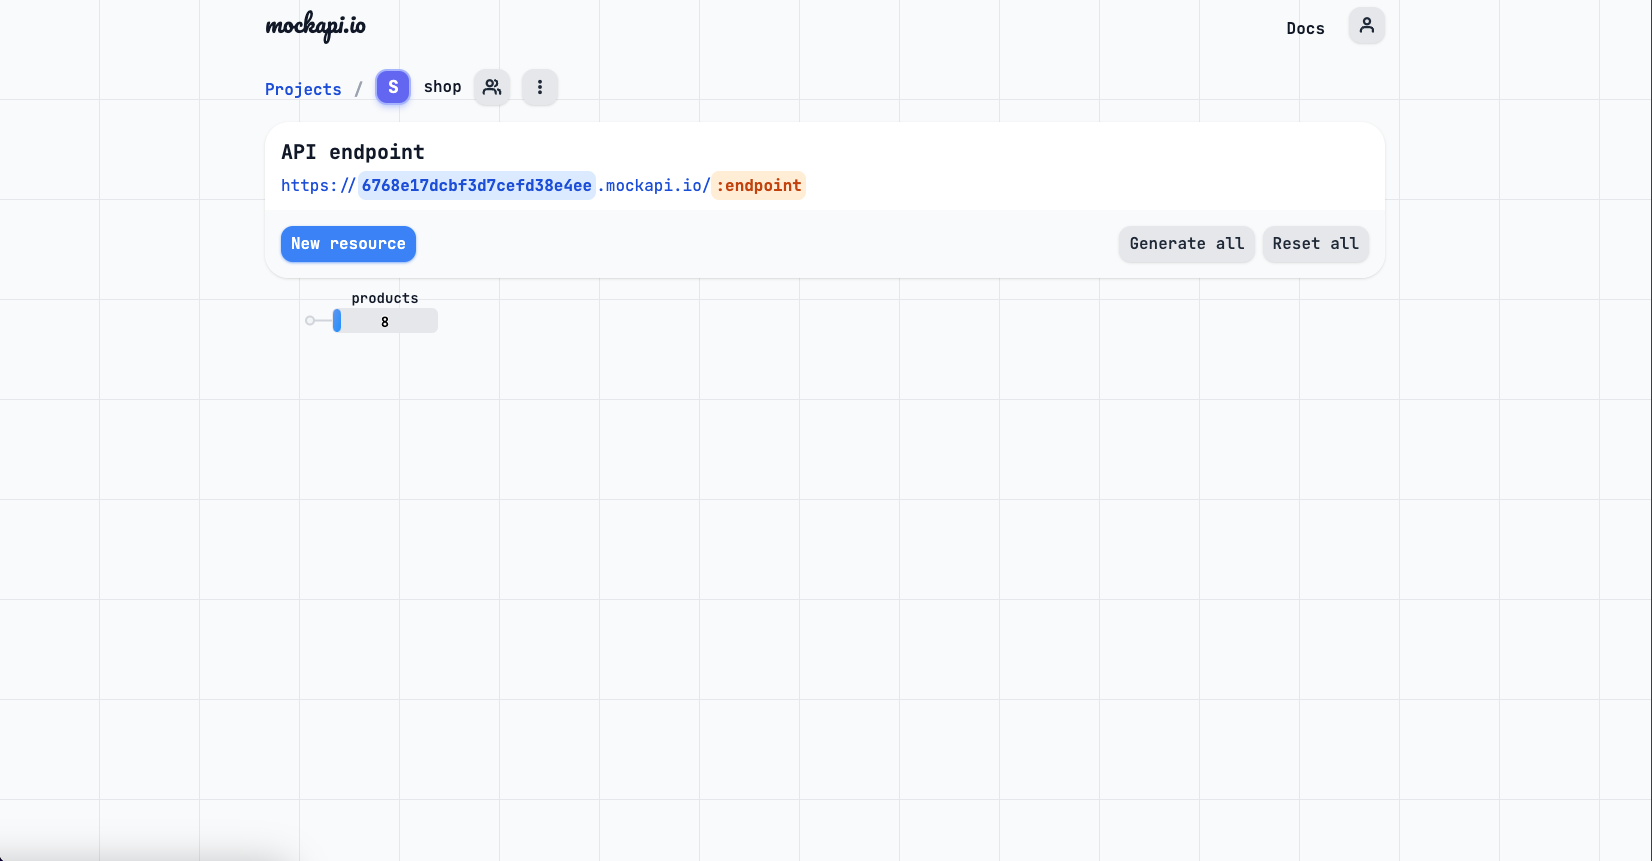 mockapi.io
Docs
Projects / S shop
API endpoint
https://6768e17dcbf3d7cefd38e4ee.mockapi.io/:endpoint
New resource
Generate all
Reset all
products
8